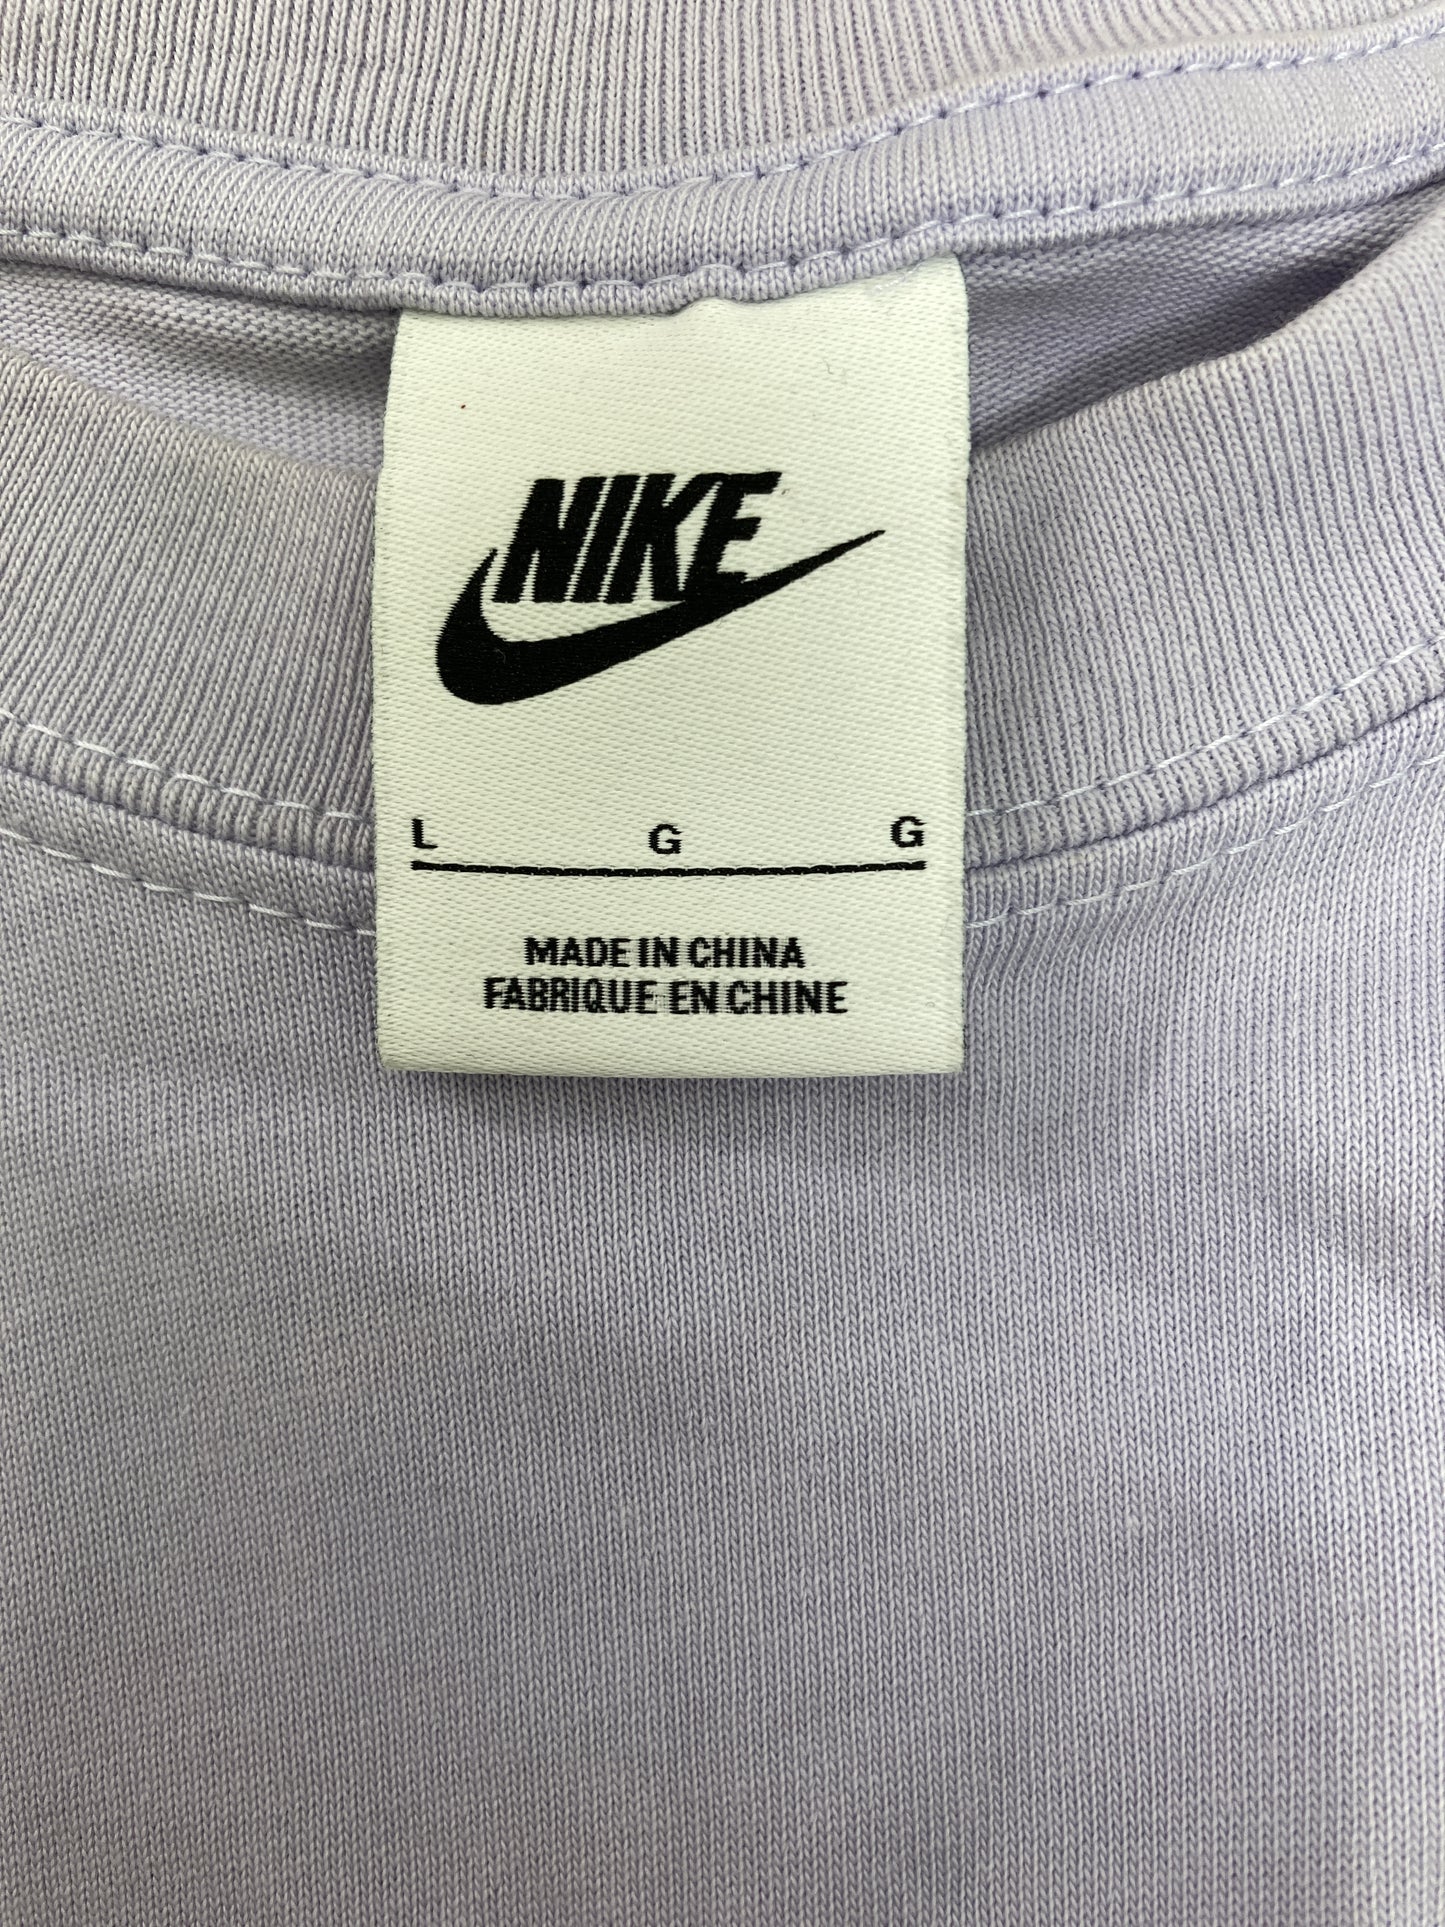 NIKE
L G G
MADE IN CHINA
FABRIQUE EN CHINE